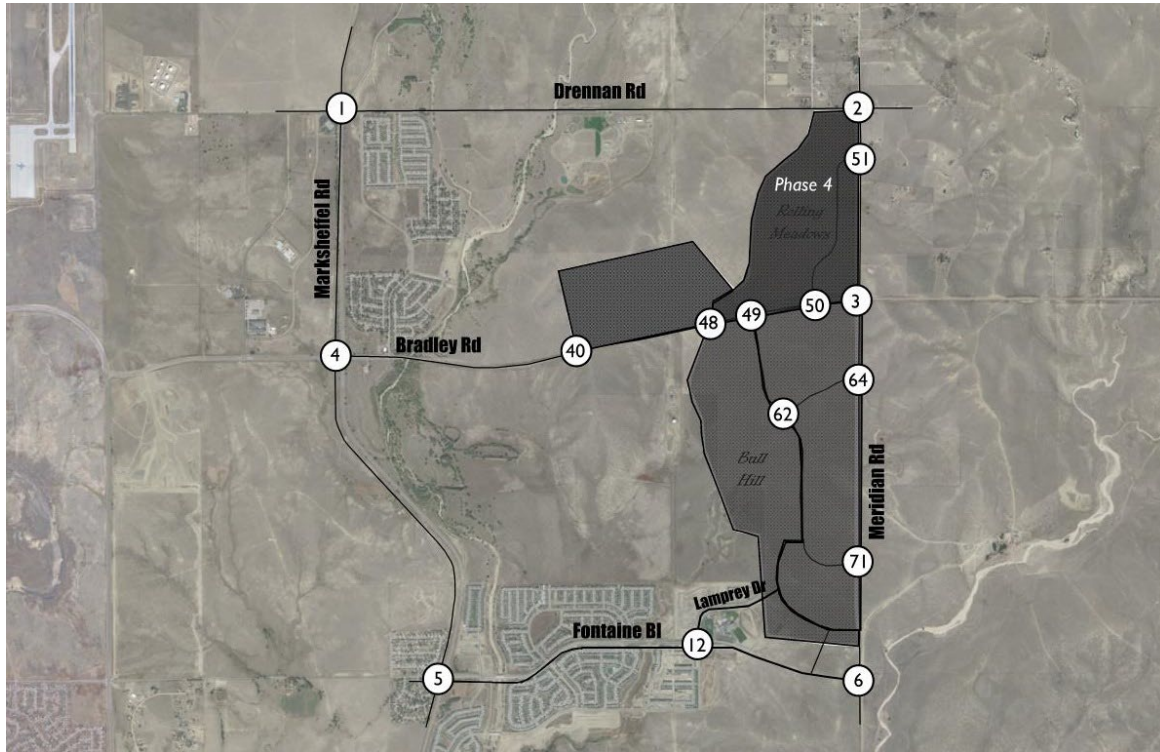 Drennan Rd
1
2
51
Phase 4
Rolling
Meadows
Marksheffel Rd
3
50
49
48
40
Bradley Rd
4
64
62
Bull
Hill
Meridian Rd
71
Lamprey Dr
Fontaine Bl
12
5
6